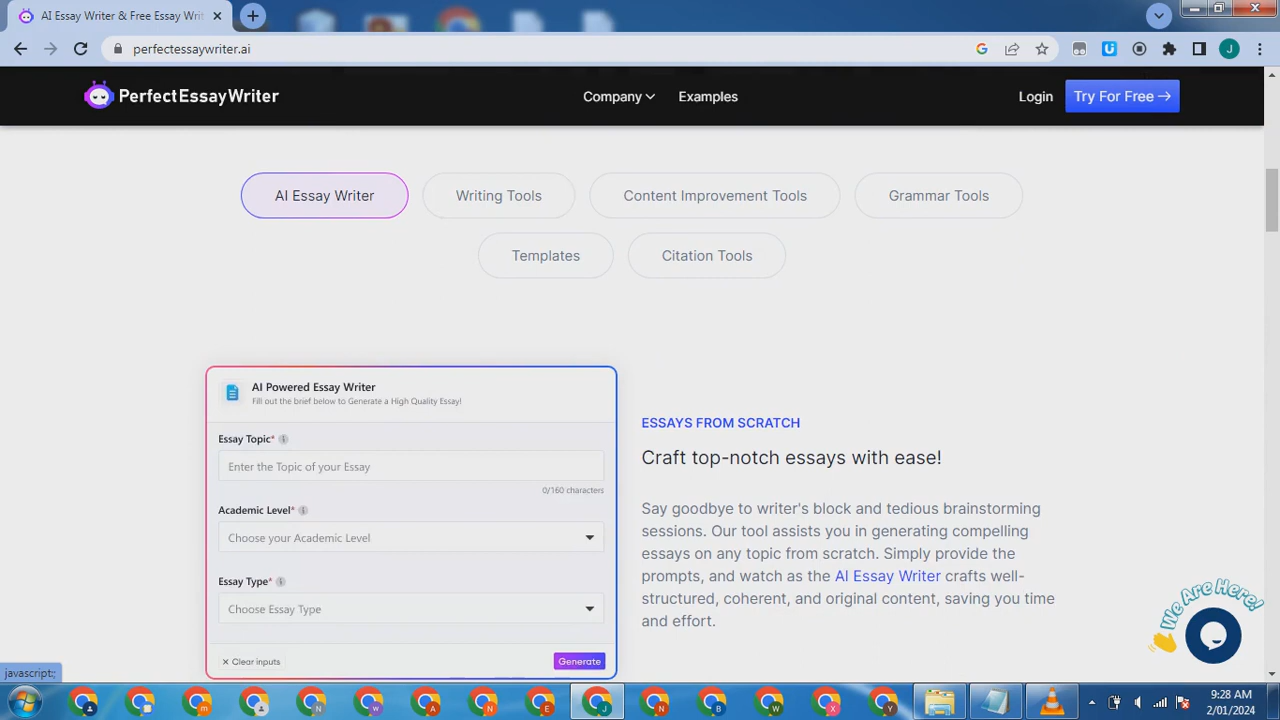 AI Essay Writer & Free Essay Writ
perfectessaywriter.ai
J
PerfectEssayWriter
Company
Examples
Login
Try For Free →
AI Essay Writer
Writing Tools
Content Improvement Tools
Grammar Tools
Templates
Citation Tools
AI Powered Essay Writer
Fill out the brief below to Generate a High Quality Essay!
Essay Topic*
Enter the Topic of your Essay
0/160 characters
Academic Level*
Choose your Academic Level
Essay Type*
Choose Essay Type
× Clear inputs
Generate
ESSAYS FROM SCRATCH
Craft top-notch essays with ease!
Say goodbye to writer's block and tedious brainstorming
sessions. Our tool assists you in generating compelling
essays on any topic from scratch. Simply provide the
prompts, and watch as the AI Essay Writer crafts well-
structured, coherent, and original content, saving you time
and effort.
We Are Here!
javascript:;
9:28 AM
2/01/2024